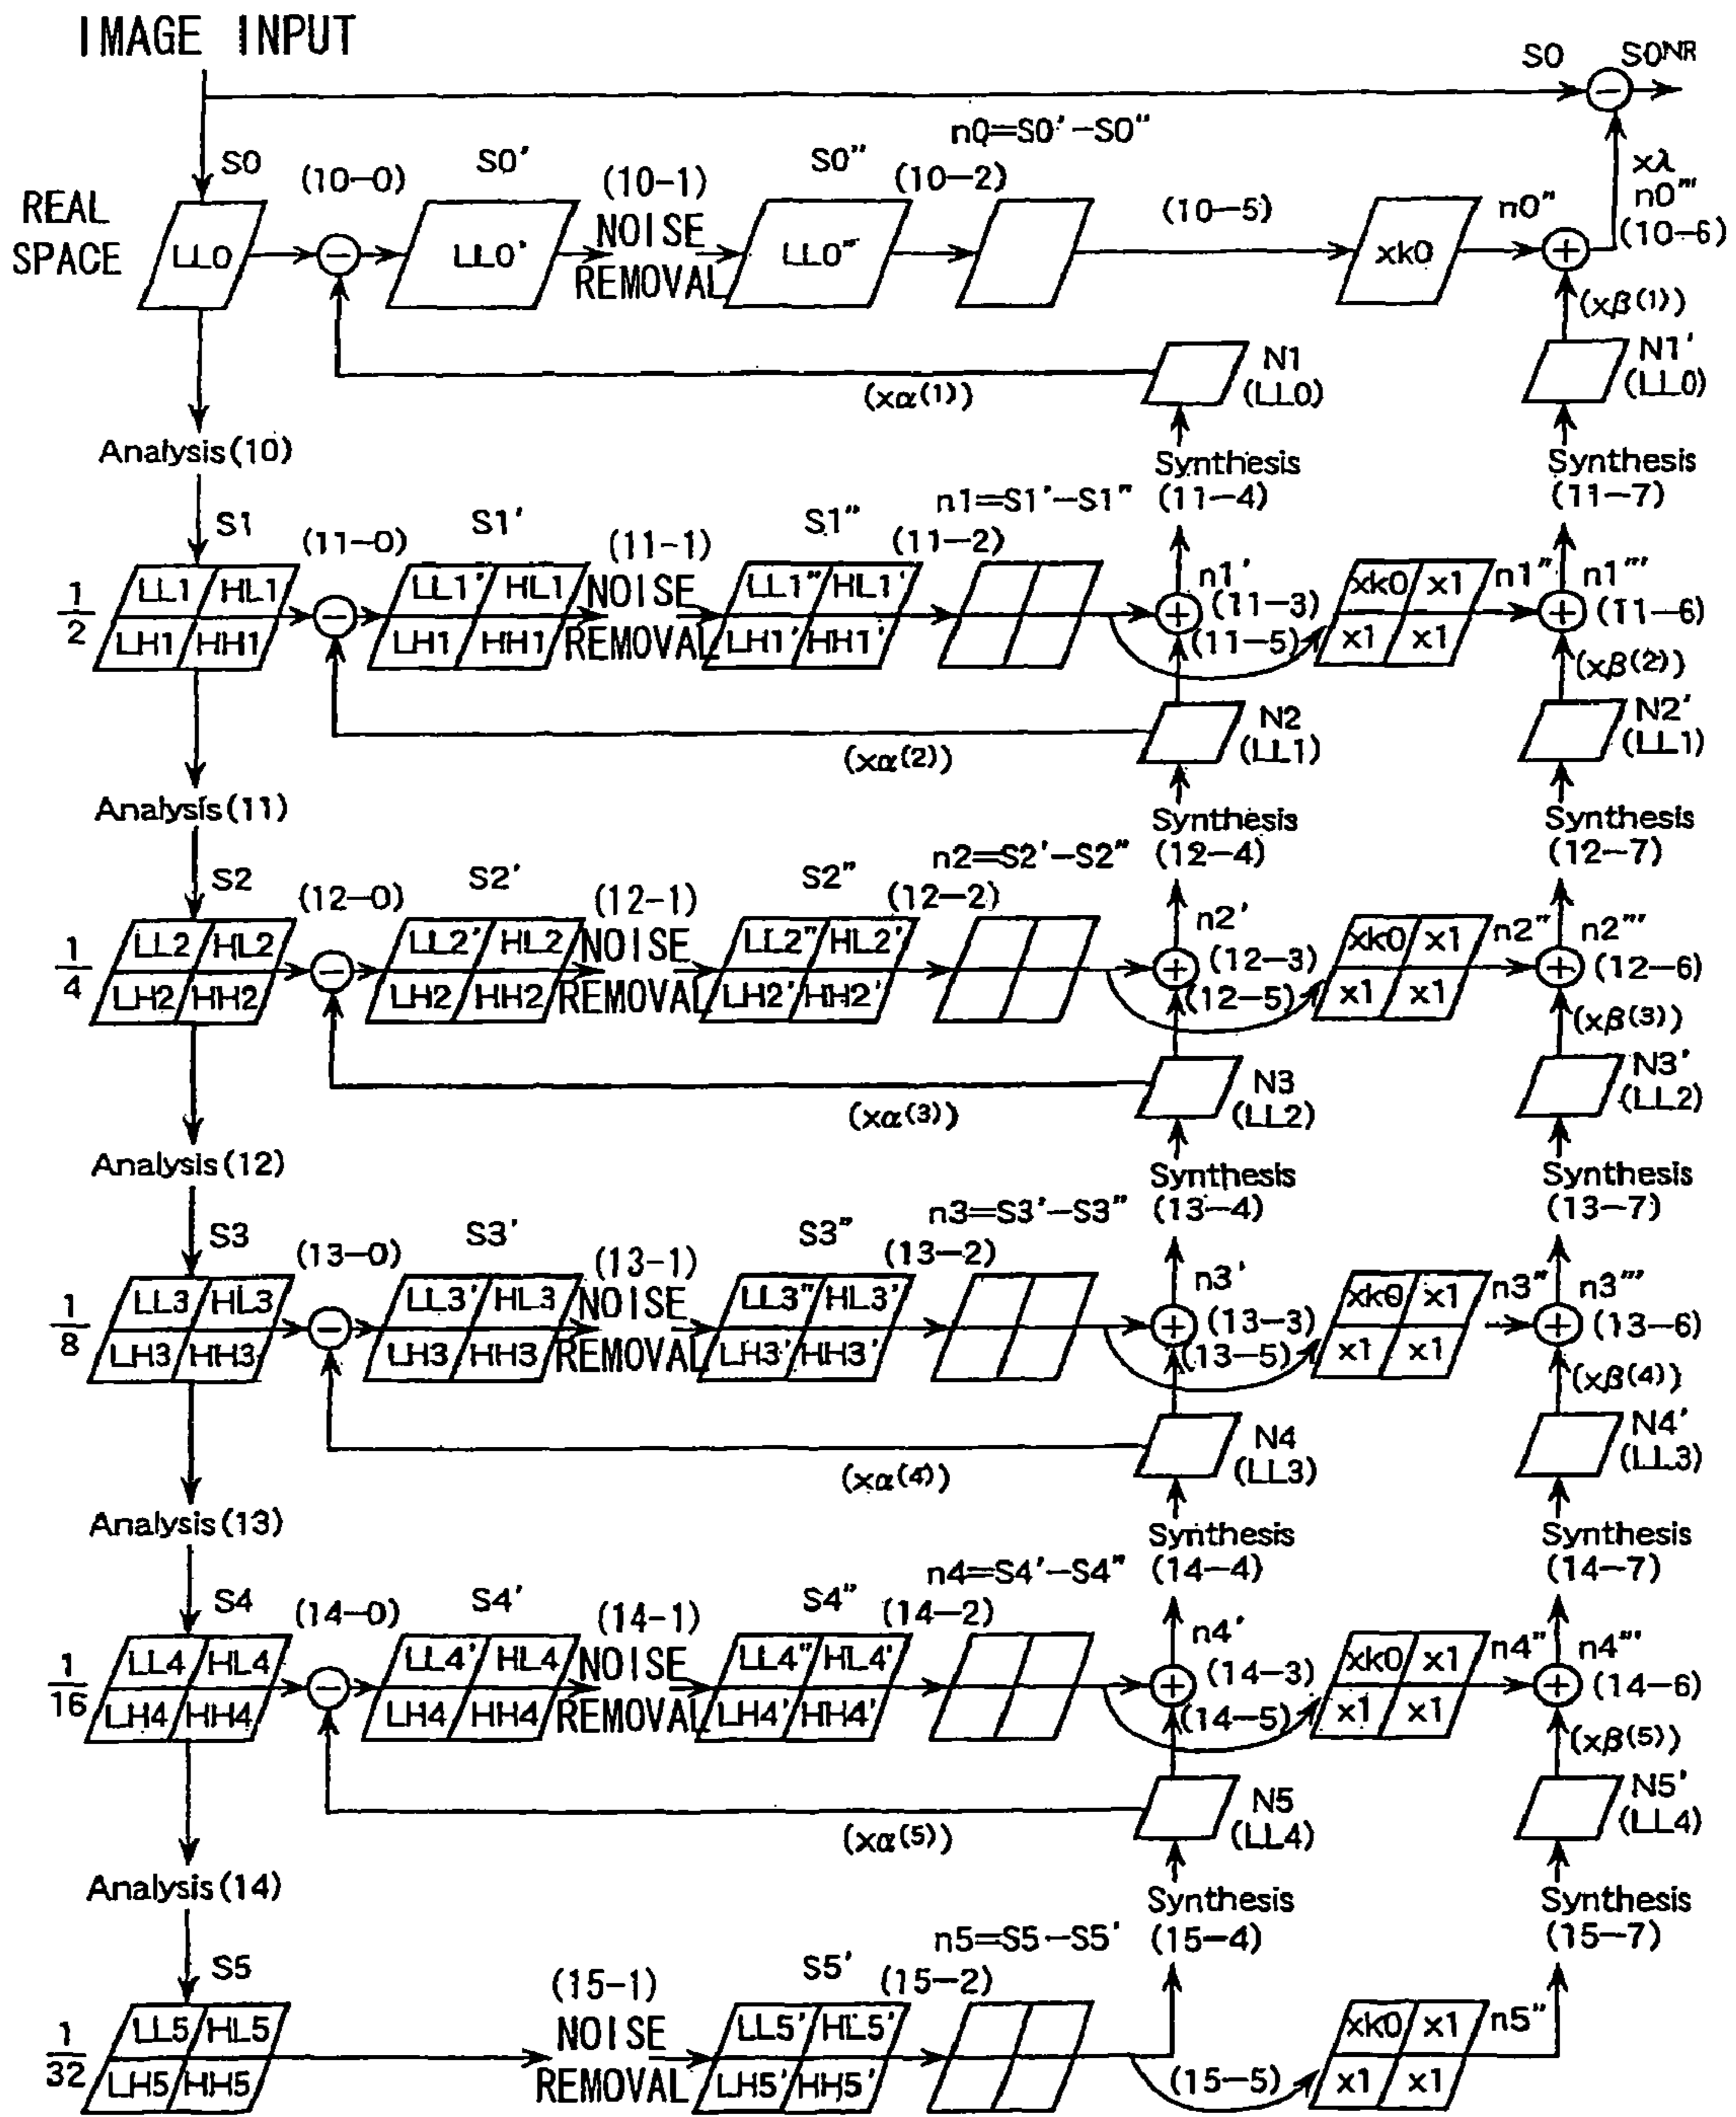 IMAGE INPUT
S0 S0NR
n0=S0'-S0"
xλ
n0"'
(10-6)
REAL
SPACE
S0 (10-0) S0' (10-1) S0" (10-2) (10-5) n0"
NOISE
REMOVAL
LL0 LL0' LL0" xk0
(xβ(1))
N1
(LL0)
N1'
(LL0)
(xα(1))
Analysis(10)
Synthesis
(11-4)
Synthesis
(11-7)
n1=S1'-S1"
S1 (11-0) S1' (11-1) S1" (11-2)
1/2
LL1 HL1 LL1' HL1 NOISE LL1" HL1' n1' (11-3) xk0 x1 n1" n1"' (11-6)
LH1 HH1 LH1 HH1 REMOVAL LH1' HH1' (11-5) x1 x1
(xβ(2))
N2
(LL1)
N2'
(LL1)
(xα(2))
Analysis(11)
Synthesis
(12-4)
Synthesis
(12-7)
n2=S2'-S2"
S2 (12-0) S2' (12-1) S2" (12-2)
1/4
LL2 HL2 LL2' HL2 NOISE LL2" HL2' n2' (12-3) xk0 x1 n2" n2"' (12-6)
LH2 HH2 LH2 HH2 REMOVAL LH2' HH2' (12-5) x1 x1
(xβ(3))
N3
(LL2)
N3'
(LL2)
(xα(3))
Analysis(12)
Synthesis
(13-4)
Synthesis
(13-7)
n3=S3'-S3"
S3 (13-0) S3' (13-1) S3" (13-2)
1/8
LL3 HL3 LL3' HL3 NOISE LL3" HL3' n3' (13-3) xk0 x1 n3" n3"' (13-6)
LH3 HH3 LH3 HH3 REMOVAL LH3' HH3' (13-5) x1 x1
(xβ(4))
N4
(LL3)
N4'
(LL3)
(xα(4))
Analysis(13)
Synthesis
(14-4)
Synthesis
(14-7)
n4=S4'-S4"
S4 (14-0) S4' (14-1) S4" (14-2)
1/16
LL4 HL4 LL4' HL4 NOISE LL4" HL4' n4' (14-3) xk0 x1 n4" n4"' (14-6)
LH4 HH4 LH4 HH4 REMOVAL LH4' HH4' (14-5) x1 x1
(xβ(5))
N5
(LL4)
N5'
(LL4)
(xα(5))
Analysis(14)
Synthesis
(15-4)
Synthesis
(15-7)
n5=S5-S5'
S5 (15-1) S5' (15-2)
1/32
LL5 HL5 NOISE LL5' HL5' xk0 x1 n5"
LH5 HH5 REMOVAL LH5' HH5' (15-5) x1 x1